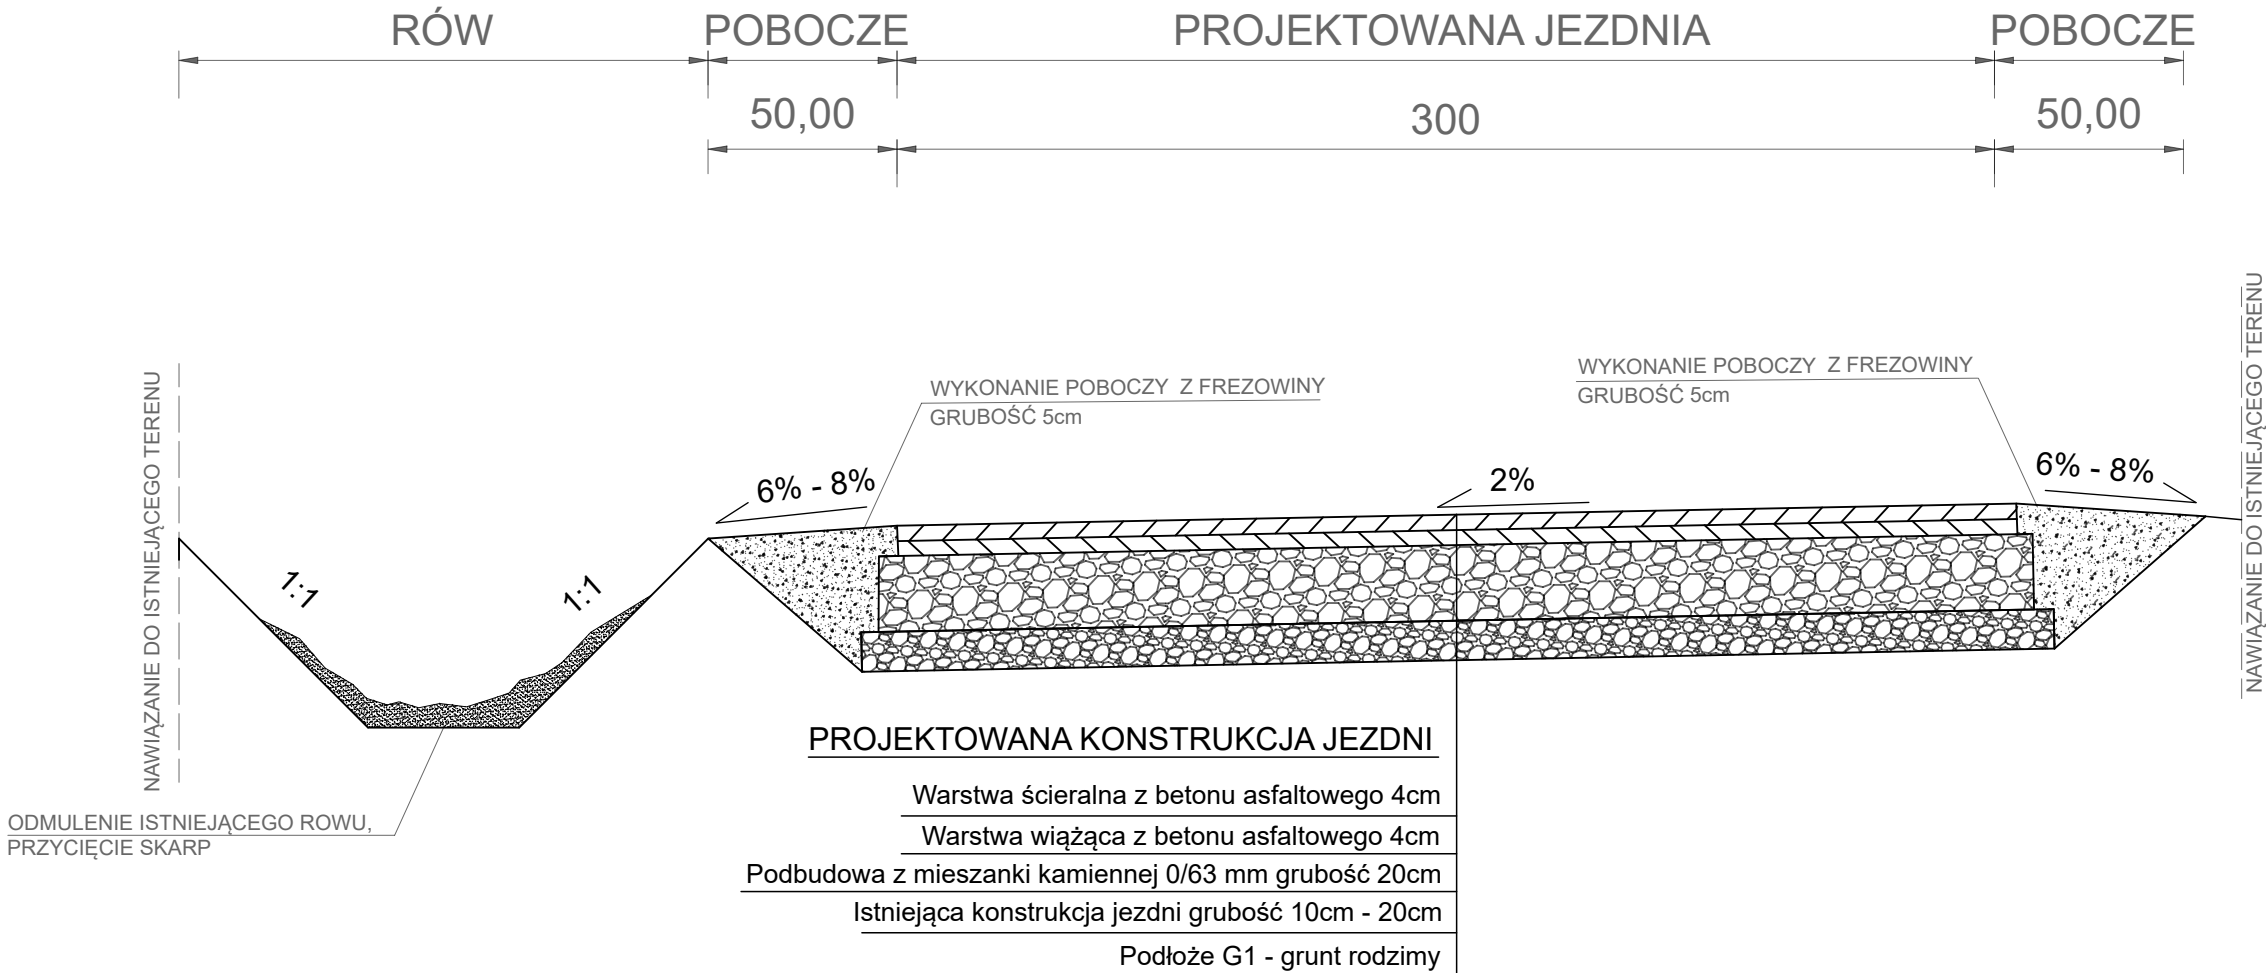 RÓW
POBOCZE
PROJEKTOWANA JEZDNIA
POBOCZE
50,00
300
50,00
NAWIĄZANIE DO ISTNIEJĄCEGO TERENU
WYKONANIE POBOCZY Z FREZOWINY
GRUBOŚĆ 5cm
WYKONANIE POBOCZY Z FREZOWINY
GRUBOŚĆ 5cm
NAWIĄZANIE DO ISTNIEJĄCEGO TERENU
6% - 8%
2%
6% - 8%
1:1
1:1
PROJEKTOWANA KONSTRUKCJA JEZDNI
Warstwa ścieralna z betonu asfaltowego 4cm
Warstwa wiążąca z betonu asfaltowego 4cm
Podbudowa z mieszanki kamiennej 0/63 mm grubość 20cm
Istniejąca konstrukcja jezdni grubość 10cm - 20cm
Podłoże G1 - grunt rodzimy
ODMULENIE ISTNIEJĄCEGO ROWU,
PRZYCIĘCIE SKARP